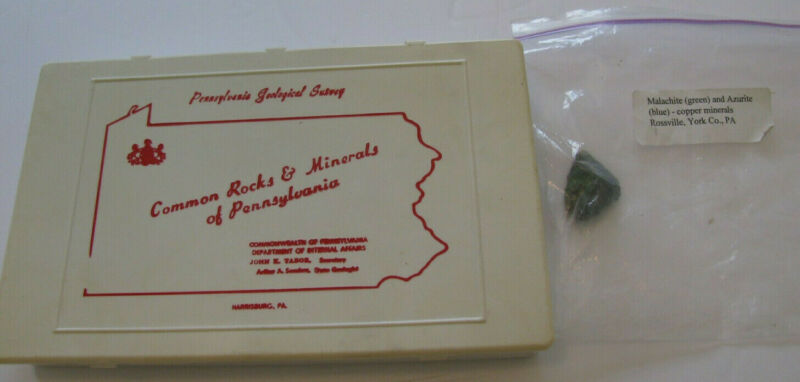 Pennsylvania Geological Survey
Common Rocks & Minerals
of Pennsylvania
COMMONWEALTH OF PENNSYLVANIA
DEPARTMENT OF INTERNAL AFFAIRS
JOHN K. TABOR, Secretary
Arthur A. Socolow, State Geologist
HARRISBURG, PA.
Malachite (green) and Azurite
(blue) - copper minerals
Rossville, York Co., PA